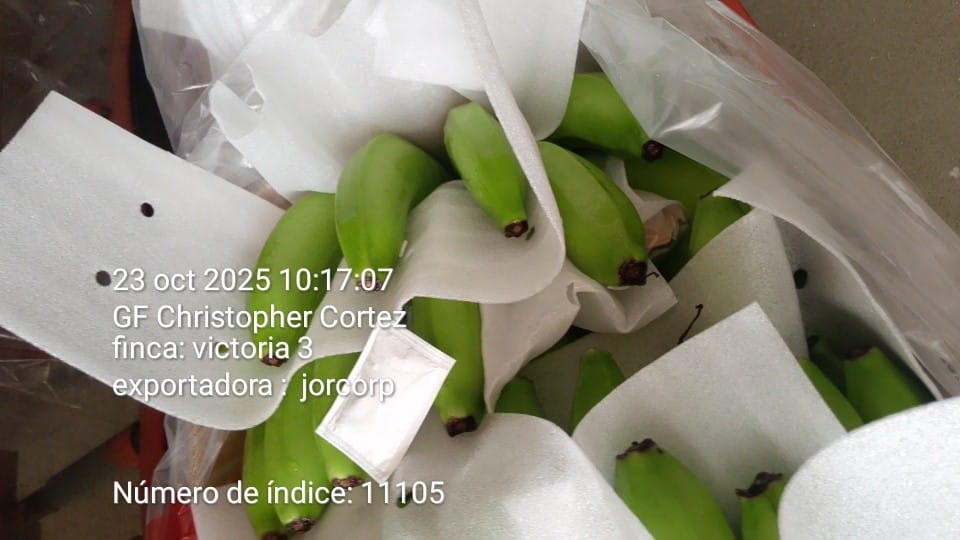 23 oct 2025 10:17:07
GF Christopher Cortez
finca: victoria 3
exportadora :  jorcorp
Número de índice: 11105